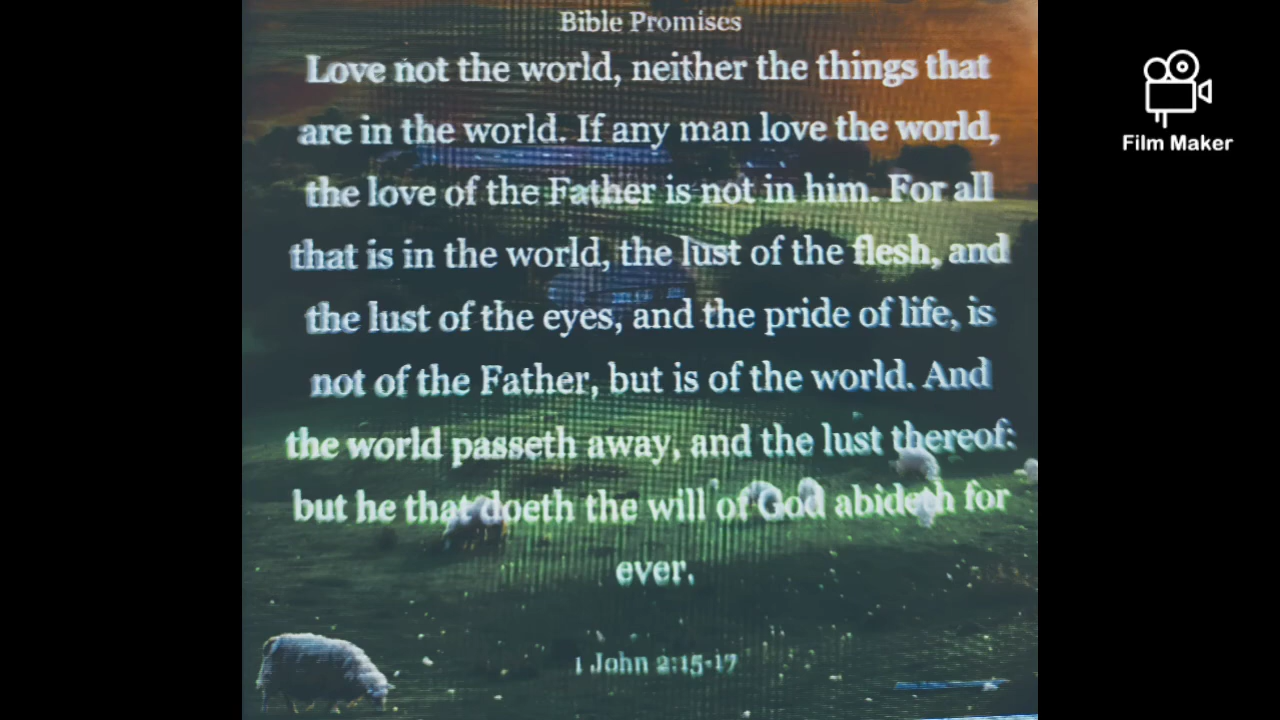 Bible Promises
Love not the world, neither the things that
are in the world. If any man love the world,
the love of the Father is not in him. For all
that is in the world, the lust of the flesh, and
the lust of the eyes, and the pride of life, is
not of the Father, but is of the world. And
the world passeth away, and the lust thereof:
but he that doeth the will of God abideth for
ever.
1 John 2:15-17
Film Maker